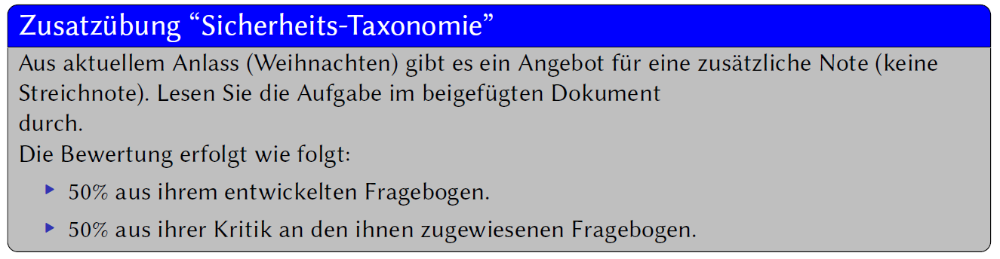 Zusatzübung “Sicherheits-Taxonomie”
Aus aktuellem Anlass (Weihnachten) gibt es ein Angebot für eine zusätzliche Note (keine
Streichnote). Lesen Sie die Aufgabe im beigefügten Dokument
durch.
Die Bewertung erfolgt wie folgt:
50% aus ihrem entwickelten Fragebogen.
50% aus ihrer Kritik an den ihnen zugewiesenen Fragebogen.